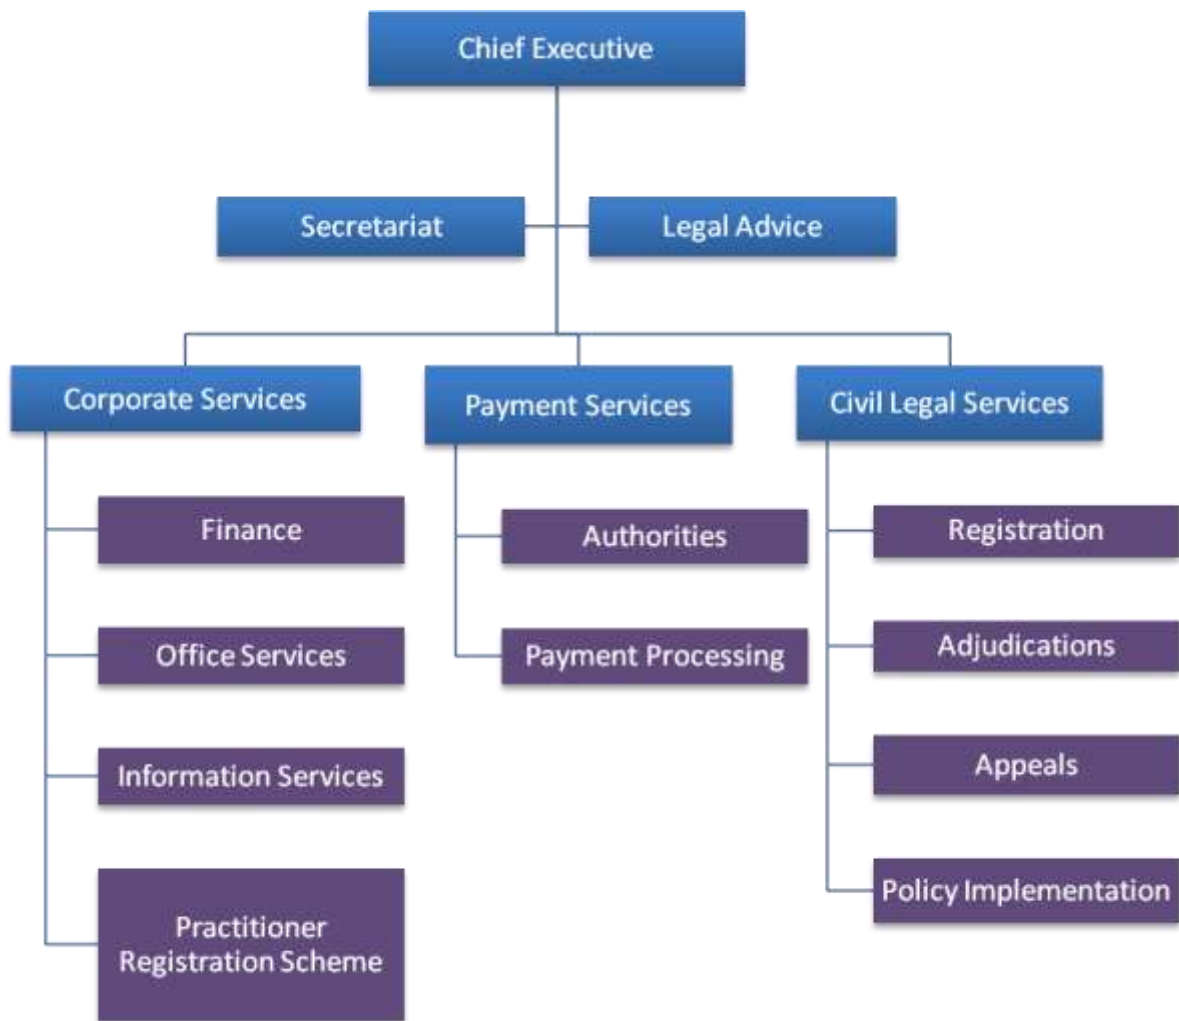 Chief Executive
Secretariat
Legal Advice
Corporate Services
Payment Services
Civil Legal Services
Finance
Office Services
Information Services
Practitioner
Registration Scheme
Authorities
Payment Processing
Registration
Adjudications
Appeals
Policy Implementation